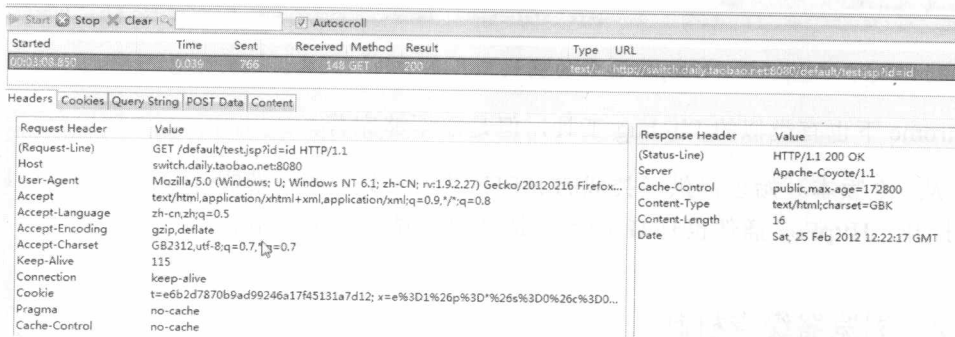 Start Stop Clear Autoscroll
Started Time Sent Received Method Result Type URL
00:03:08.850 0.039 766 148 GET 200 text/... http://switch.daily.taobao.net:8080/default/test.jsp?id=id
Headers Cookies Query String POST Data Content
Request Header Value
(Request-Line) GET /default/test.jsp?id=id HTTP/1.1
Host switch.daily.taobao.net:8080
User-Agent Mozilla/5.0 (Windows; U; Windows NT 6.1; zh-CN; rv:1.9.2.27) Gecko/20120216 Firefox...
Accept text/html,application/xhtml+xml,application/xml;q=0.9,*/*;q=0.8
Accept-Language zh-cn,zh;q=0.5
Accept-Encoding gzip,deflate
Accept-Charset GB2312,utf-8;q=0.7,*;q=0.7
Keep-Alive 115
Connection keep-alive
Cookie t=e6b2d7870b9ad99246a17f45131a7d12; x=e%3D1%26p%3D*%26s%3D0%26c%3D0...
Pragma no-cache
Cache-Control no-cache
Response Header Value
(Status-Line) HTTP/1.1 200 OK
Server Apache-Coyote/1.1
Cache-Control public,max-age=172800
Content-Type text/html;charset=GBK
Content-Length 16
Date Sat, 25 Feb 2012 12:22:17 GMT